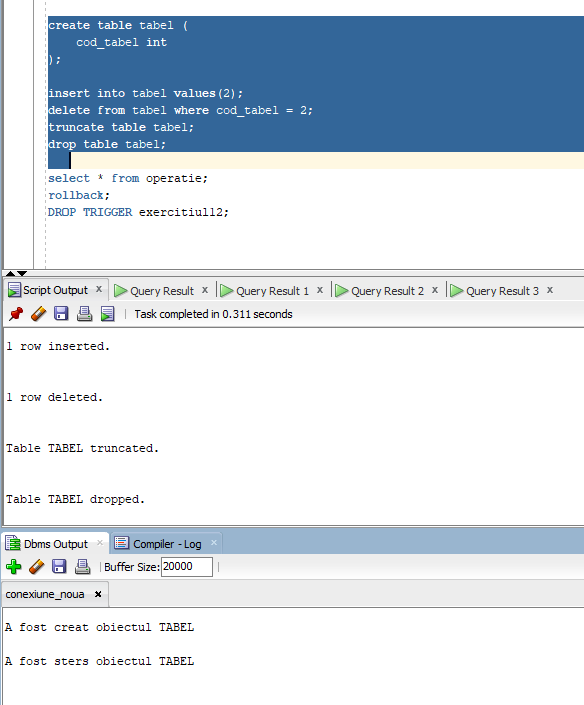 create table tabel (
    cod_tabel int
);
insert into tabel values(2);
delete from tabel where cod_tabel = 2;
truncate table tabel;
drop table tabel;
select * from operatie;
rollback;
DROP TRIGGER exercitiul12;
Script Output x Query Result x Query Result 1 x Query Result 2 x Query Result 3 x
Task completed in 0.311 seconds
1 row inserted.
1 row deleted.
Table TABEL truncated.
Table TABEL dropped.
Dbms Output x Compiler - Log x
Buffer Size: 20000
conexiune_noua x
A fost creat obiectul TABEL
A fost sters obiectul TABEL